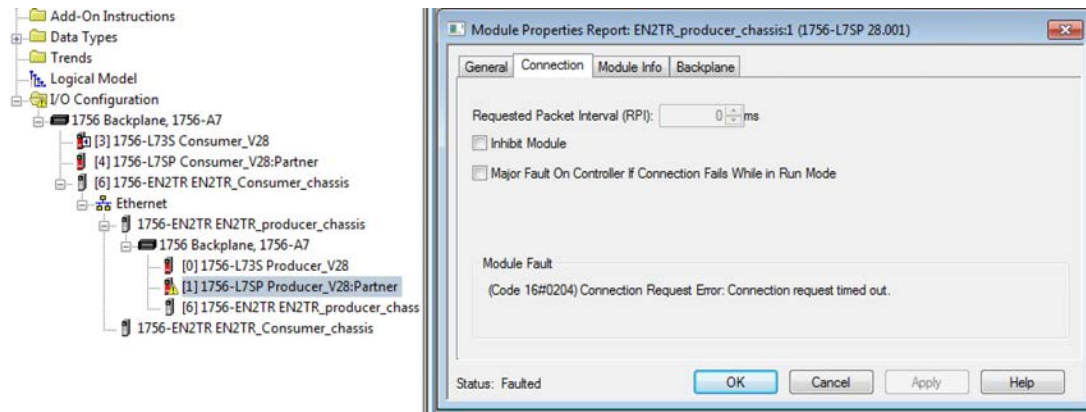 Add-On Instructions
Data Types
Trends
Logical Model
I/O Configuration
1756 Backplane, 1756-A7
[3] 1756-L73S Consumer_V28
[4] 1756-L7SP Consumer_V28:Partner
[6] 1756-EN2TR EN2TR_Consumer_chassis
Ethernet
1756-EN2TR EN2TR_producer_chassis
1756 Backplane, 1756-A7
[0] 1756-L73S Producer_V28
[1] 1756-L7SP Producer_V28:Partner
[6] 1756-EN2TR EN2TR_producer_chass
1756-EN2TR EN2TR_Consumer_chassis
Module Properties Report: EN2TR_producer_chassis:1 (1756-L7SP 28.001)
General Connection Module Info Backplane
Requested Packet Interval (RPI): 0 ms
Inhibit Module
Major Fault On Controller If Connection Fails While in Run Mode
Module Fault
(Code 16#0204) Connection Request Error: Connection request timed out.
Status: Faulted OK Cancel Apply Help